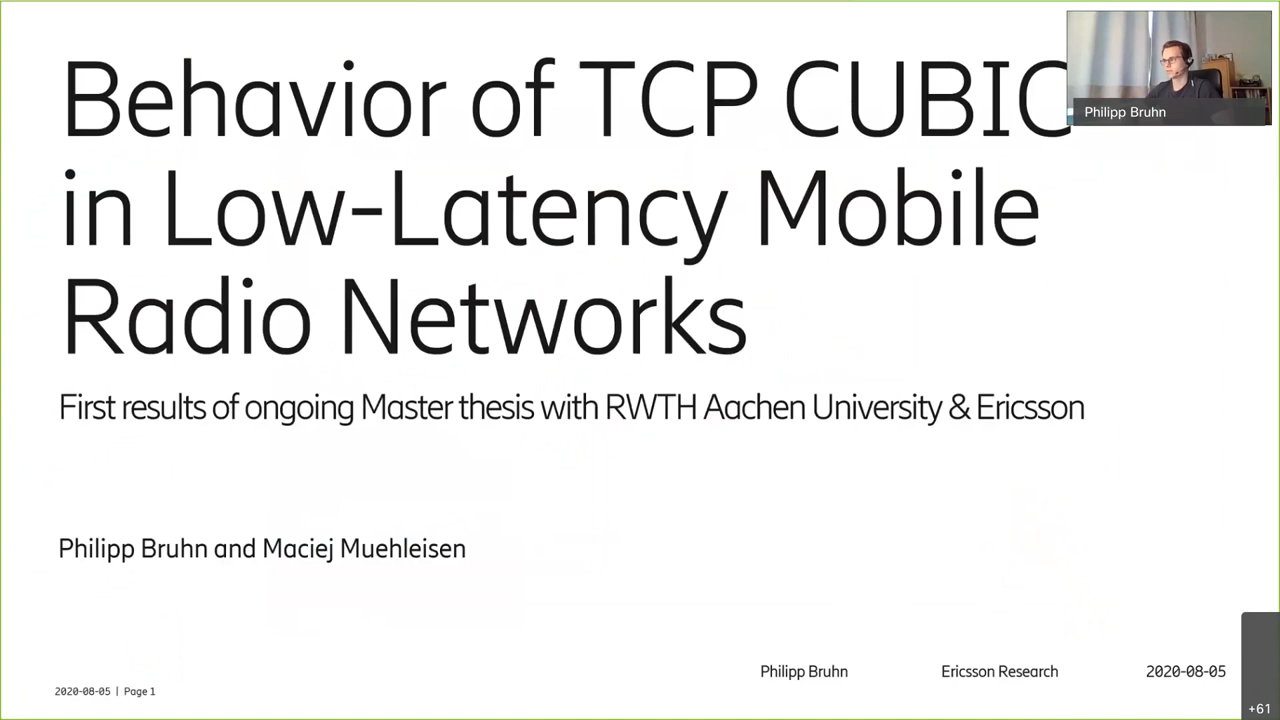 Behavior of TCP CUBIC
in Low-Latency Mobile
Radio Networks
Philipp Bruhn
First results of ongoing Master thesis with RWTH Aachen University & Ericsson
Philipp Bruhn and Maciej Muehleisen
Philipp Bruhn Ericsson Research 2020-08-05
2020-08-05 | Page 1
+61